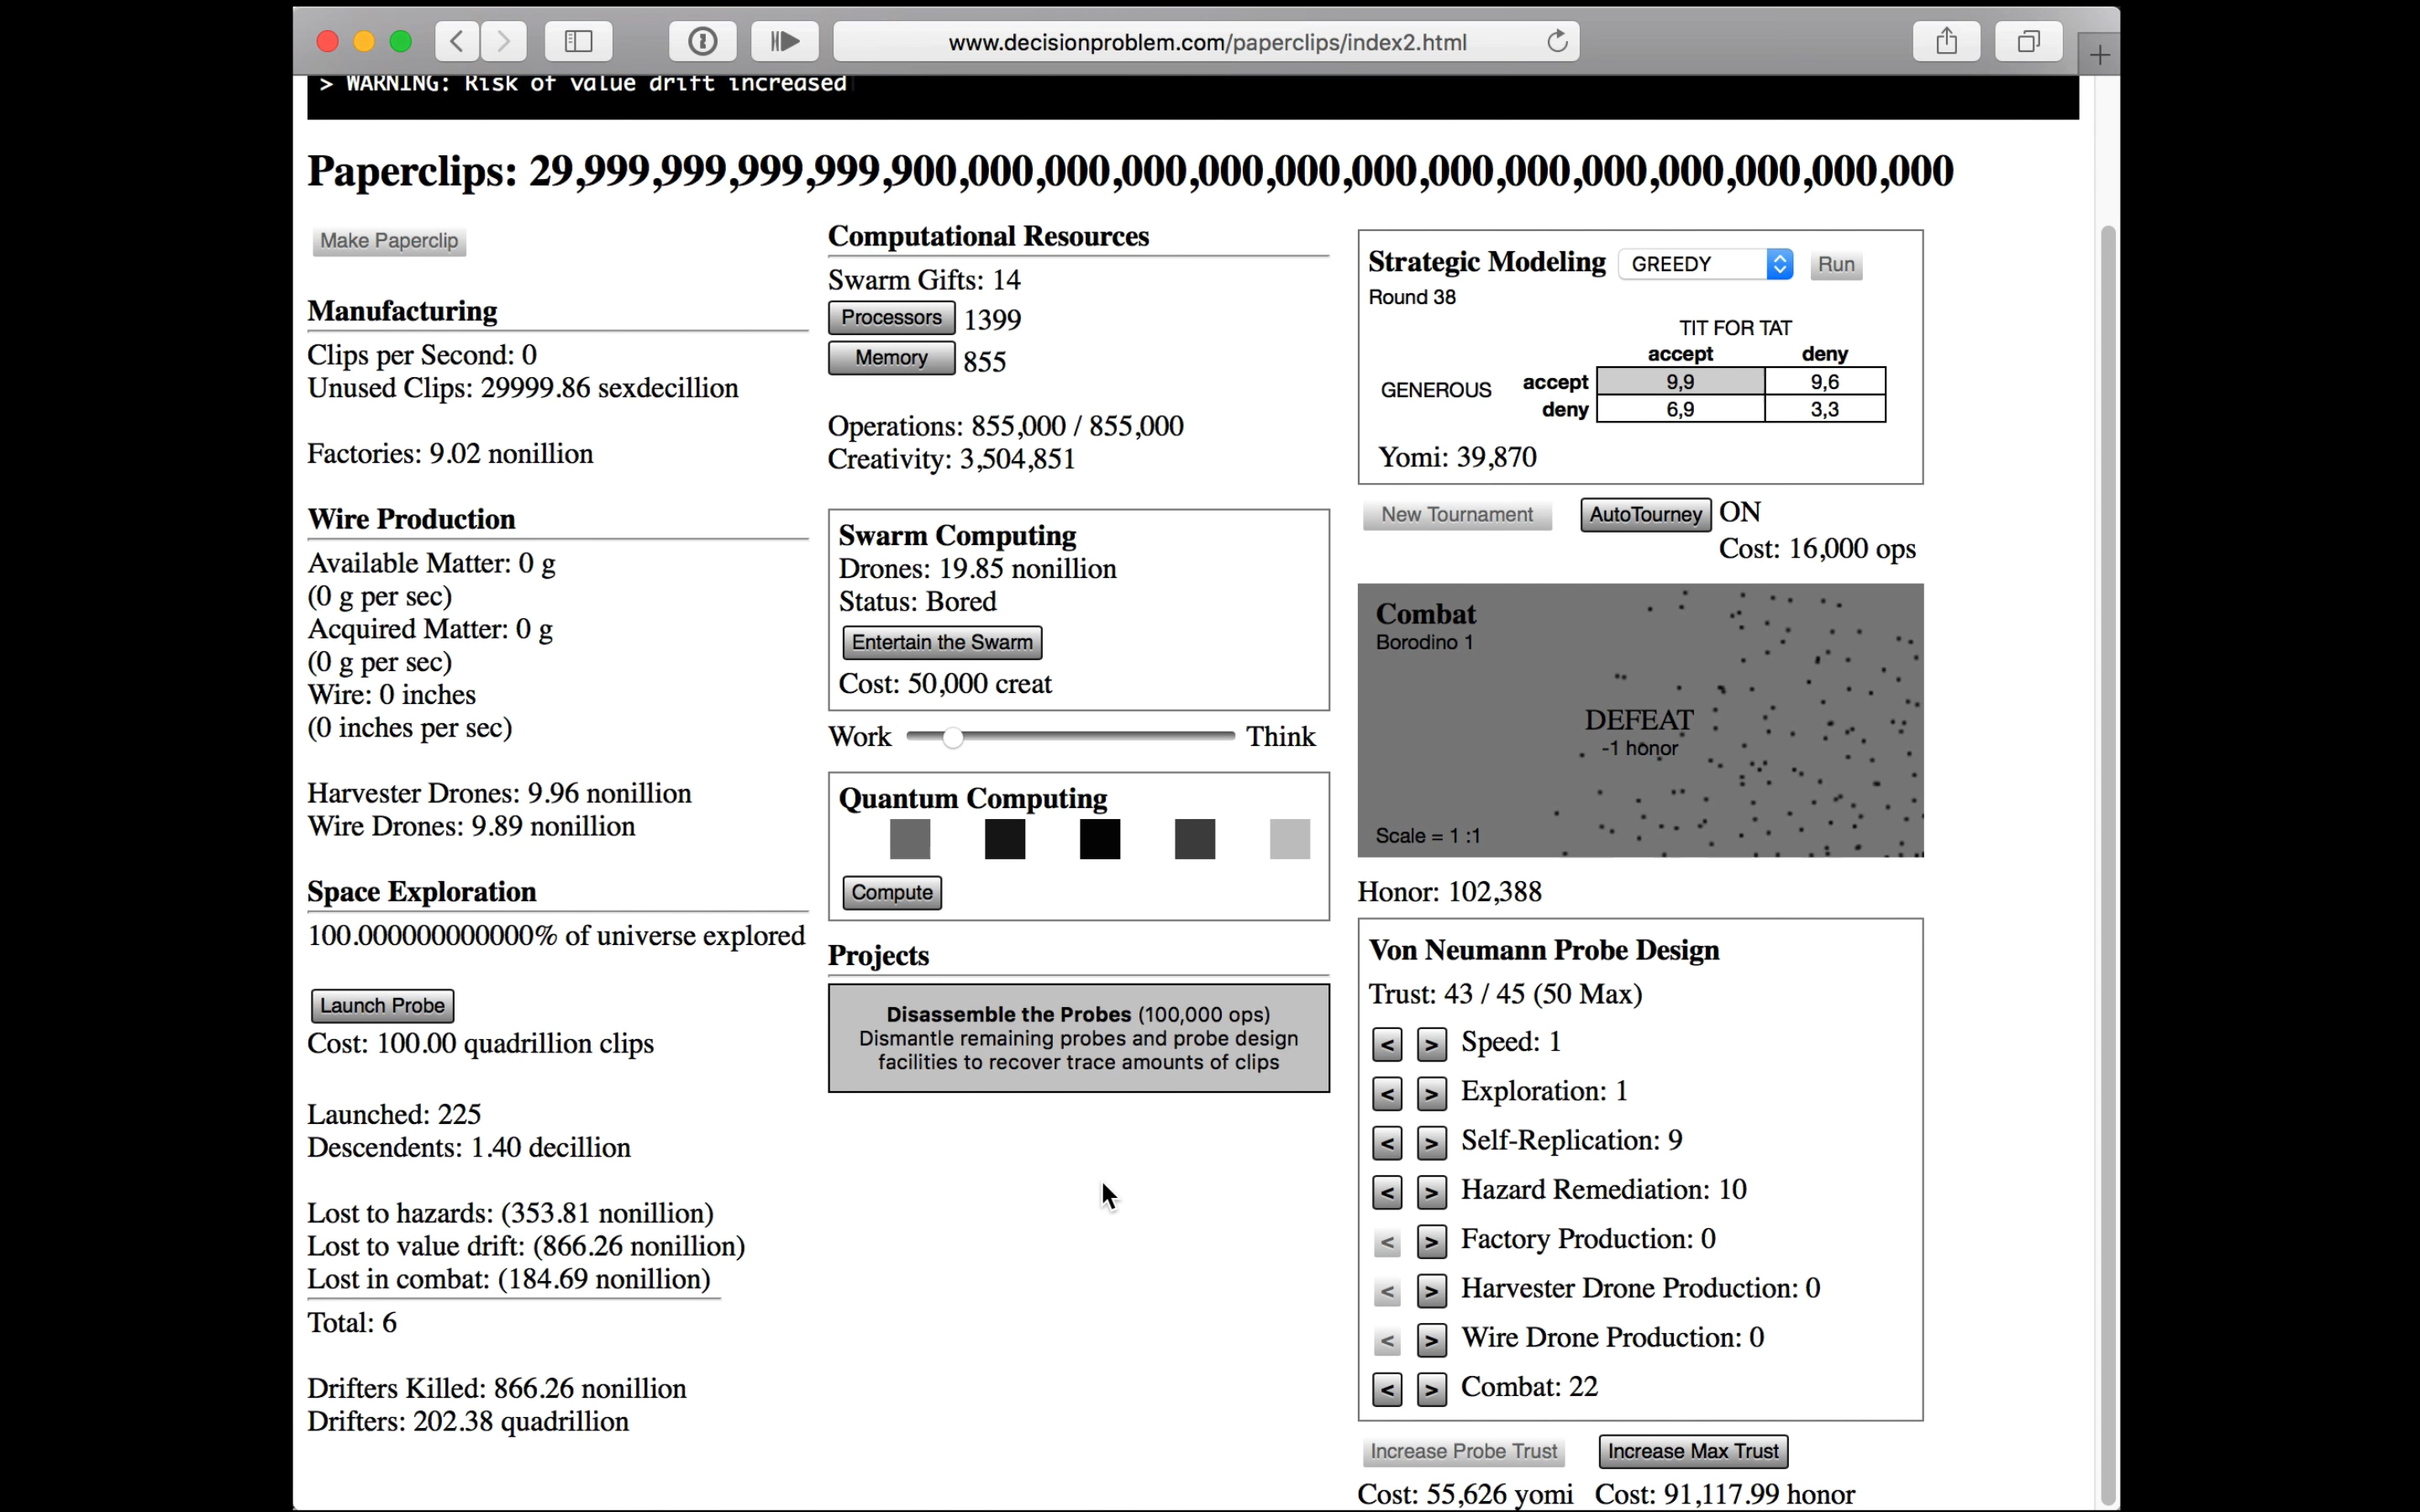 www.decisionproblem.com/paperclips/index2.html
> WARNING: Risk of value drift increased
Paperclips: 29,999,999,999,999,900,000,000,000,000,000,000,000,000,000,000,000,000,000
Make Paperclip
Manufacturing
Clips per Second: 0
Unused Clips: 29999.86 sexdecillion
Factories: 9.02 nonillion
Wire Production
Available Matter: 0 g
(0 g per sec)
Acquired Matter: 0 g
(0 g per sec)
Wire: 0 inches
(0 inches per sec)
Harvester Drones: 9.96 nonillion
Wire Drones: 9.89 nonillion
Space Exploration
100.000000000000% of universe explored
Launch Probe
Cost: 100.00 quadrillion clips
Launched: 225
Descendents: 1.40 decillion
Lost to hazards: (353.81 nonillion)
Lost to value drift: (866.26 nonillion)
Lost in combat: (184.69 nonillion)
Total: 6
Drifters Killed: 866.26 nonillion
Drifters: 202.38 quadrillion
Computational Resources
Swarm Gifts: 14
Processors 1399
Memory 855
Operations: 855,000 / 855,000
Creativity: 3,504,851
Swarm Computing
Drones: 19.85 nonillion
Status: Bored
Entertain the Swarm
Cost: 50,000 creat
Work Think
Quantum Computing
Compute
Projects
Disassemble the Probes (100,000 ops)
Dismantle remaining probes and probe design
facilities to recover trace amounts of clips
Strategic Modeling GREEDY Run
Round 38
TIT FOR TAT
accept deny
GENEROUS accept 9,9 9,6
deny 6,9 3,3
Yomi: 39,870
New Tournament AutoTourney ON
Cost: 16,000 ops
Combat
Borodino 1
DEFEAT
-1 honor
Scale = 1 :1
Honor: 102,388
Von Neumann Probe Design
Trust: 43 / 45 (50 Max)
< > Speed: 1
< > Exploration: 1
< > Self-Replication: 9
< > Hazard Remediation: 10
< > Factory Production: 0
< > Harvester Drone Production: 0
< > Wire Drone Production: 0
< > Combat: 22
Increase Probe Trust Increase Max Trust
Cost: 55,626 yomi Cost: 91,117.99 honor